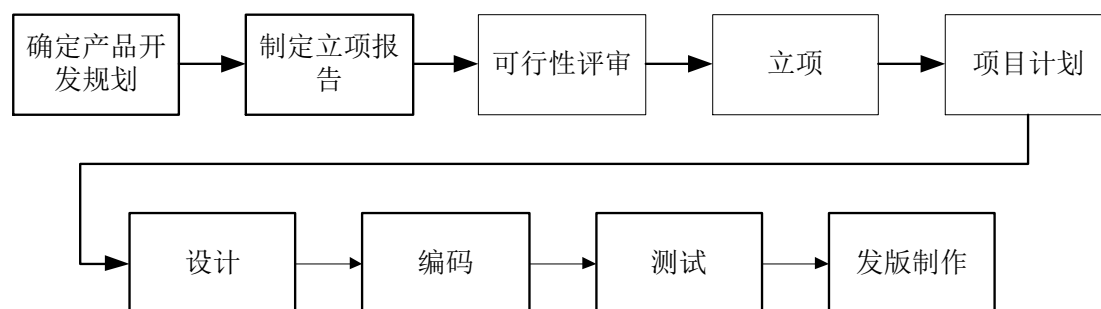 确定产品开
发规划
制定立项报
告
可行性评审
立项
项目计划
设计
编码
测试
发版制作